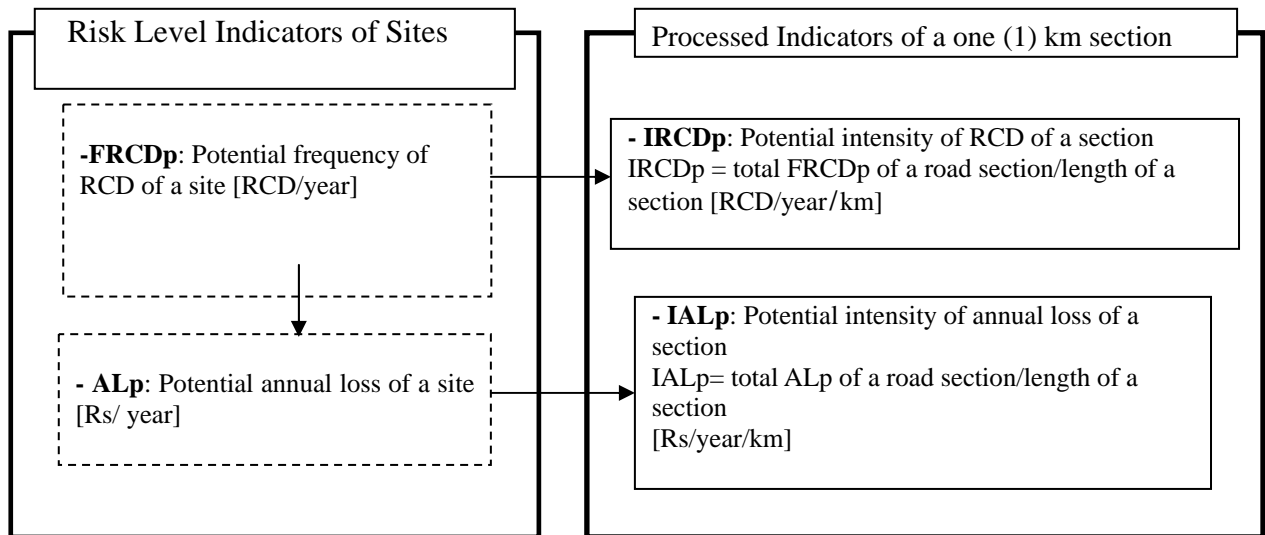 Risk Level Indicators of Sites
-FRCDp: Potential frequency of
RCD of a site [RCD/year]
- ALp: Potential annual loss of a site
[Rs/ year]
Processed Indicators of a one (1) km section
- IRCDp: Potential intensity of RCD of a section
IRCDp = total FRCDp of a road section/length of a
section [RCD/year/km]
- IALp: Potential intensity of annual loss of a
section
IALp= total ALp of a road section/length of a
section
[Rs/year/km]